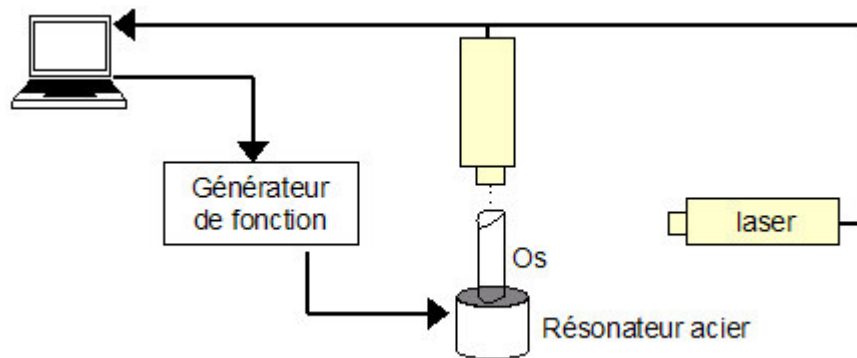 Générateur
de fonction
laser
Os
Résonateur acier